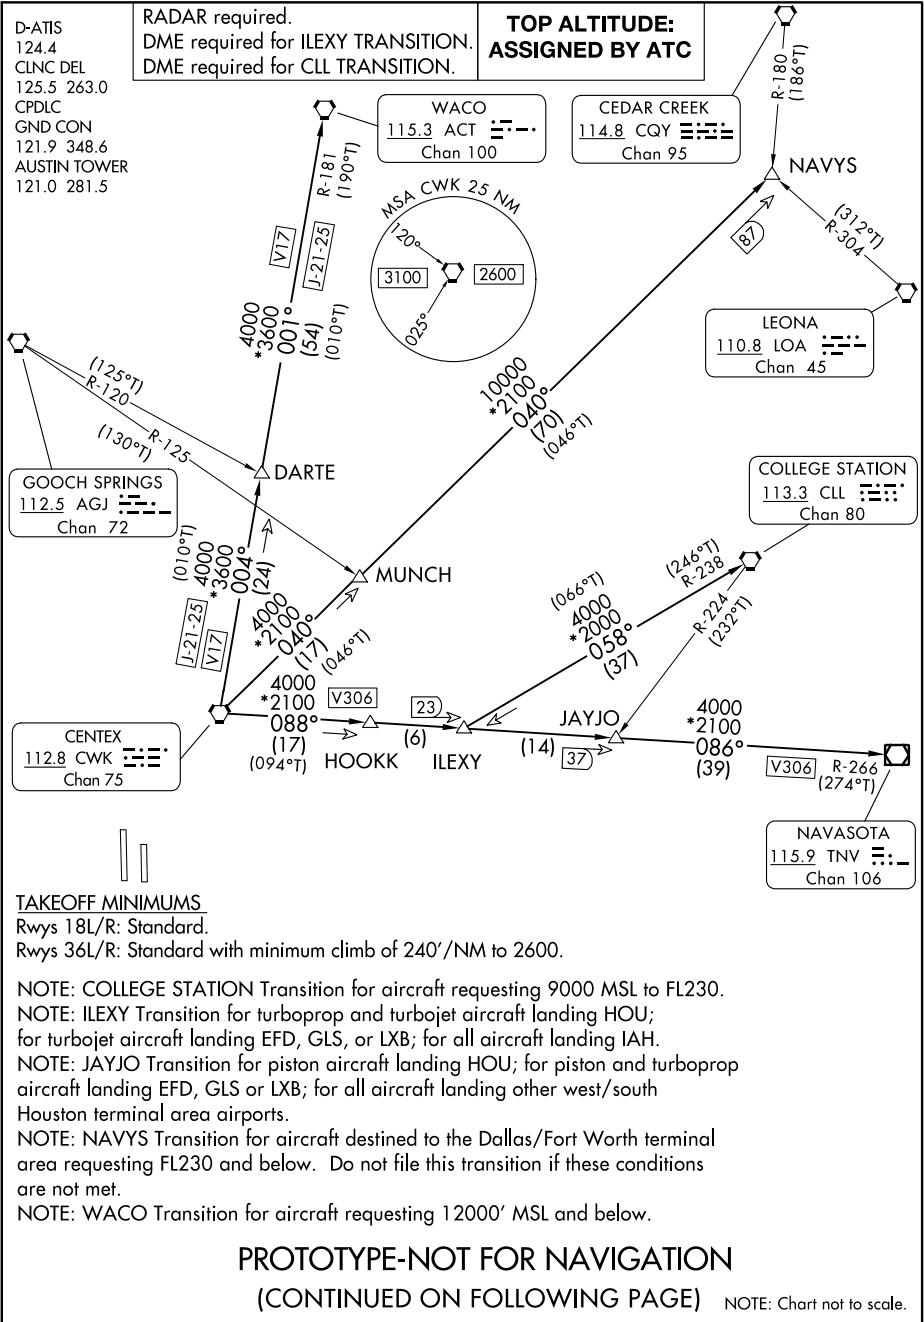 D-ATIS
124.4
CLNC DEL
125.5 263.0
CPDLC
GND CON
121.9 348.6
AUSTIN TOWER
121.0 281.5
RADAR required.
DME required for ILEXY TRANSITION.
DME required for CLL TRANSITION.
TOP ALTITUDE:
ASSIGNED BY ATC
WACO
115.3 ACT
Chan 100
CEDAR CREEK
114.8 CQY
Chan 95
R-180
(186°T)
NAVYS
87
(312°T)
R-304
LEONA
110.8 LOA
Chan 45
MSA CWK 25 NM
120°
3100
2600
025°
R-181
(190°T)
V17
J-21-25
4000
*3600
001°
(54)
(010°T)
(125°T)
R-120
(130°T)
R-125
GOOCH SPRINGS
112.5 AGJ
Chan 72
DARTE
10000
*2100
040°
(70)
(046°T)
COLLEGE STATION
113.3 CLL
Chan 80
(010°T)
4000
*3600
004°
(24)
J-21-25
V17
MUNCH
4000
*2100
040°
(17)
(046°T)
(246°T)
R-238
(066°T)
4000
*2000
058°
(37)
R-224
(232°T)
4000
*2100
088°
(17)
(094°T)
V306
HOOKK
23
(6)
ILEXY
JAYJO
(14)
37
4000
*2100
086°
(39)
V306
R-266
(274°T)
CENTEX
112.8 CWK
Chan 75
NAVASOTA
115.9 TNV
Chan 106
TAKEOFF MINIMUMS
Rwys 18L/R: Standard.
Rwys 36L/R: Standard with minimum climb of 240'/NM to 2600.
NOTE: COLLEGE STATION Transition for aircraft requesting 9000 MSL to FL230.
NOTE: ILEXY Transition for turboprop and turbojet aircraft landing HOU;
for turbojet aircraft landing EFD, GLS, or LXB; for all aircraft landing IAH.
NOTE: JAYJO Transition for piston aircraft landing HOU; for piston and turboprop
aircraft landing EFD, GLS or LXB; for all aircraft landing other west/south
Houston terminal area airports.
NOTE: NAVYS Transition for aircraft destined to the Dallas/Fort Worth terminal
area requesting FL230 and below. Do not file this transition if these conditions
are not met.
NOTE: WACO Transition for aircraft requesting 12000' MSL and below.
PROTOTYPE-NOT FOR NAVIGATION
(CONTINUED ON FOLLOWING PAGE)
NOTE: Chart not to scale.